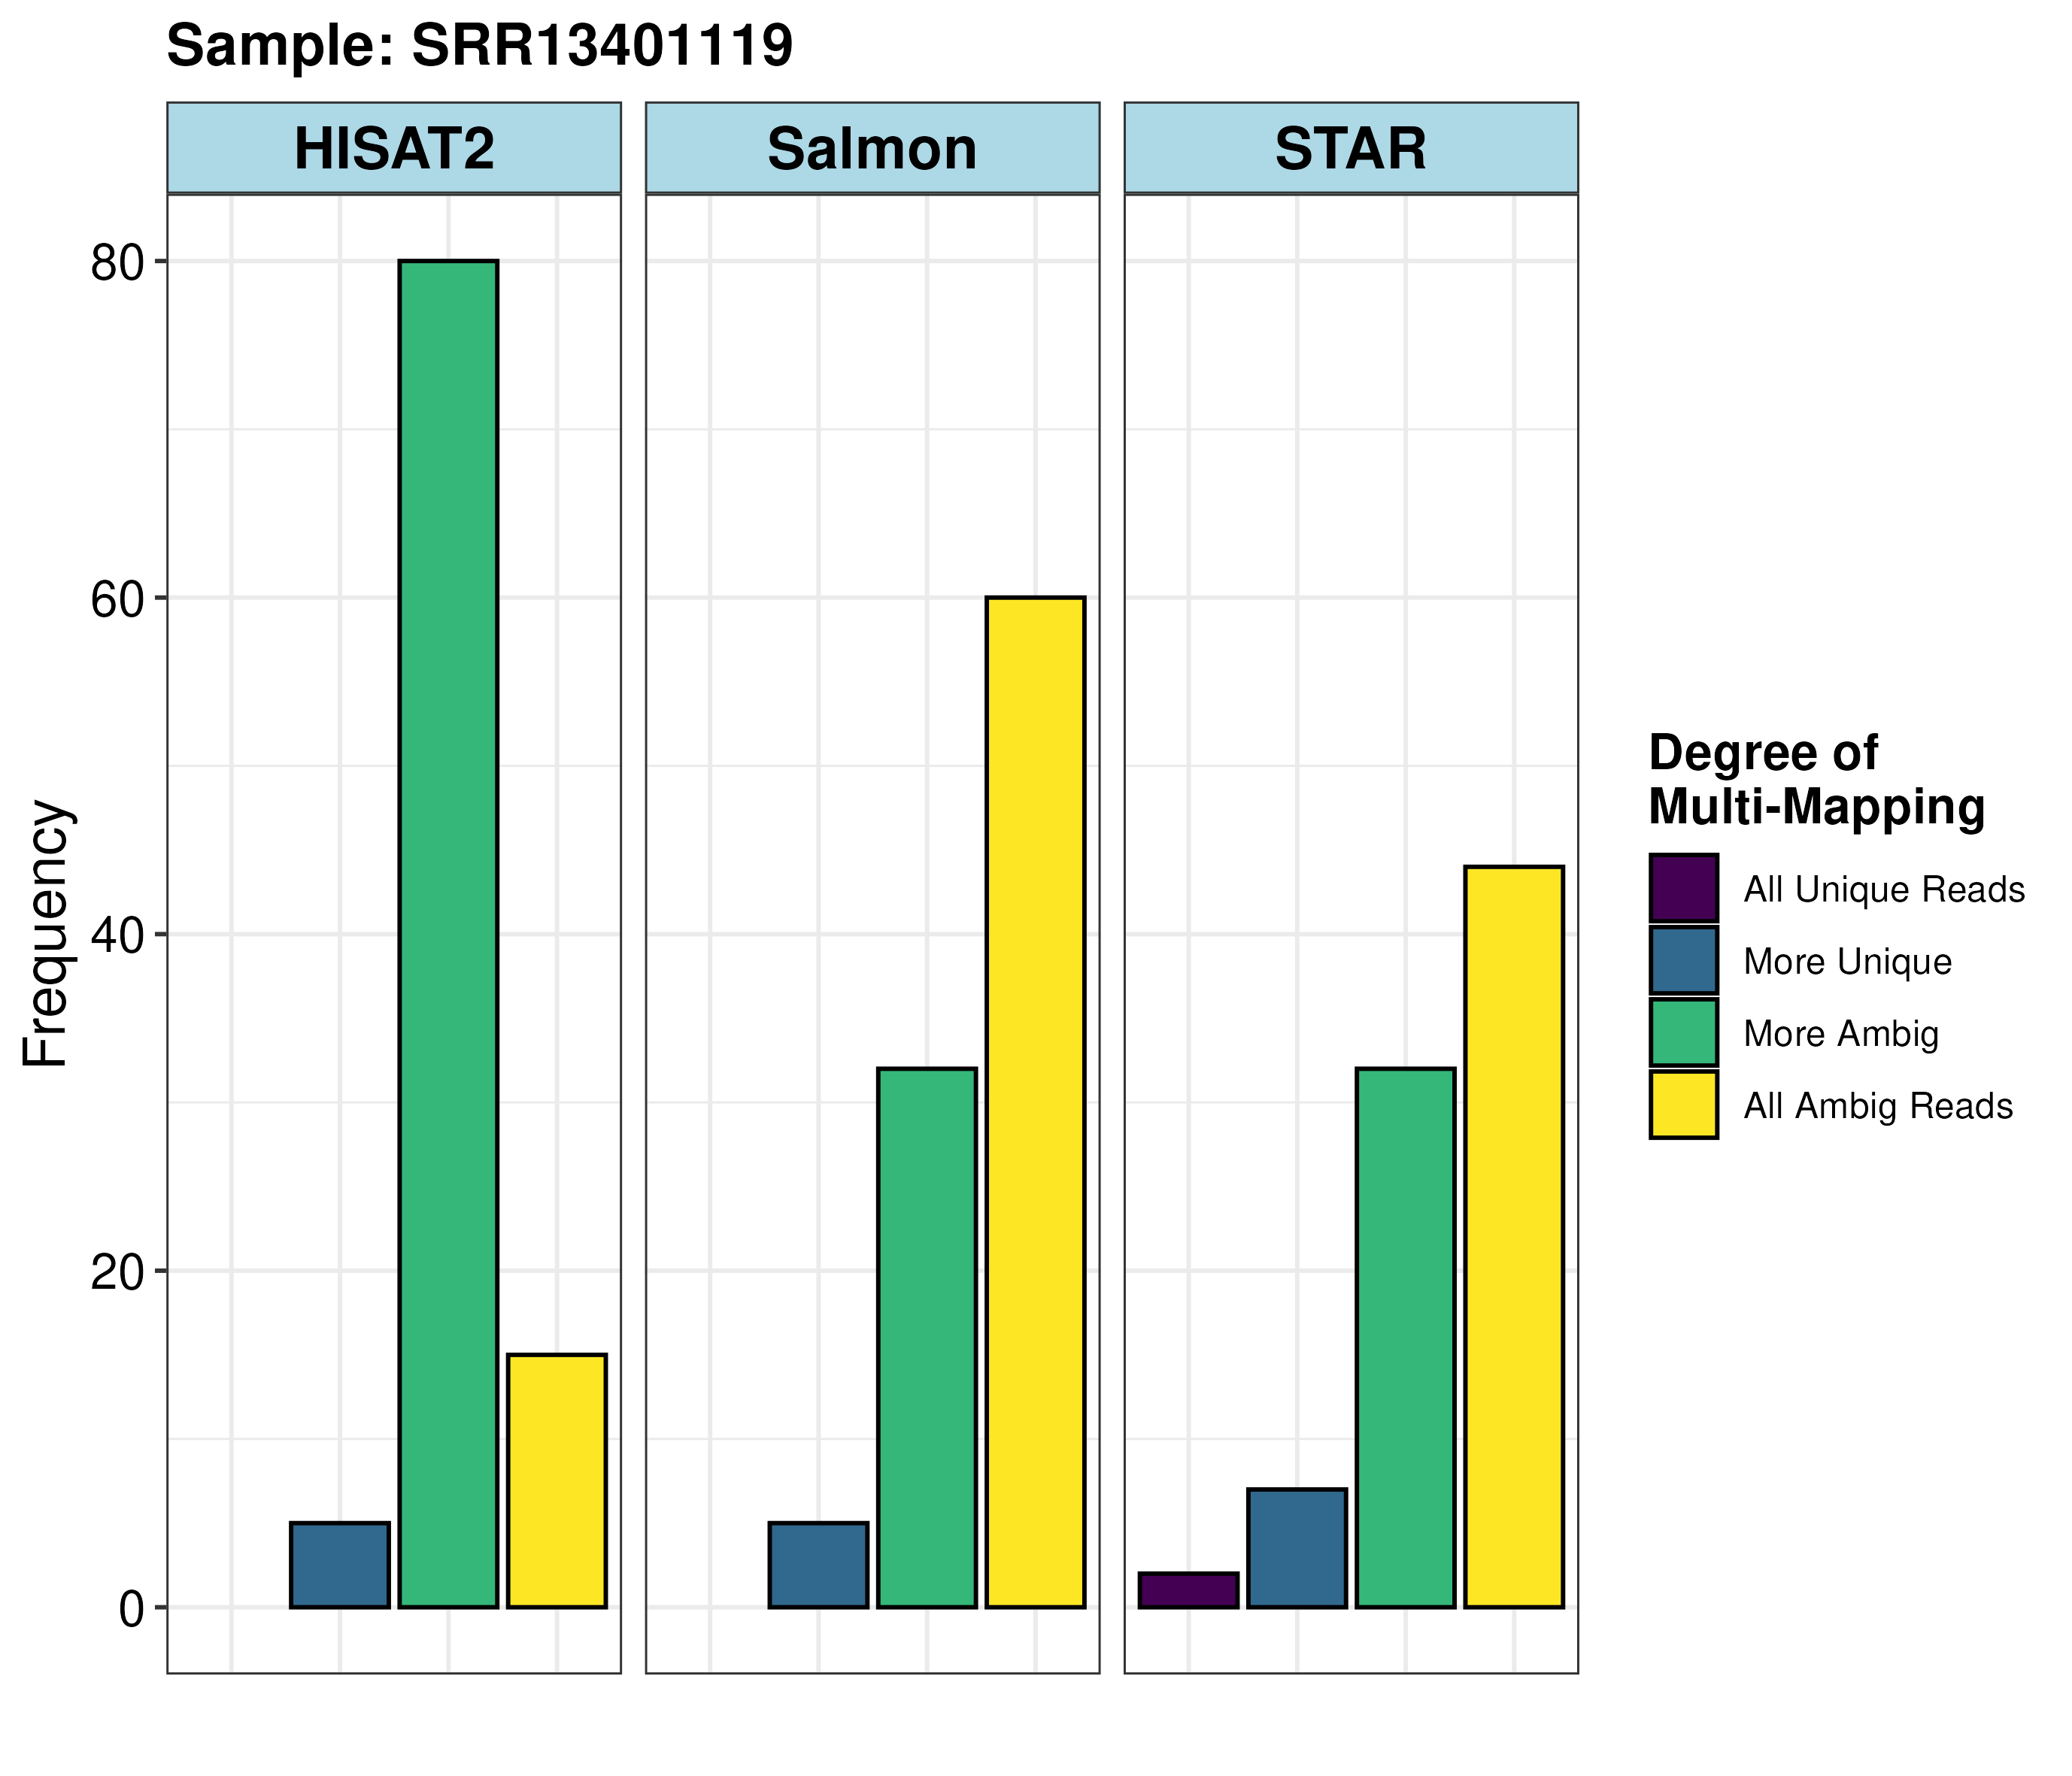 Sample: SRR13401119
HISAT2
Salmon
STAR
80
60
40
20
0
Frequency
Degree of
Multi-Mapping
All Unique Reads
More Unique
More Ambig
All Ambig Reads